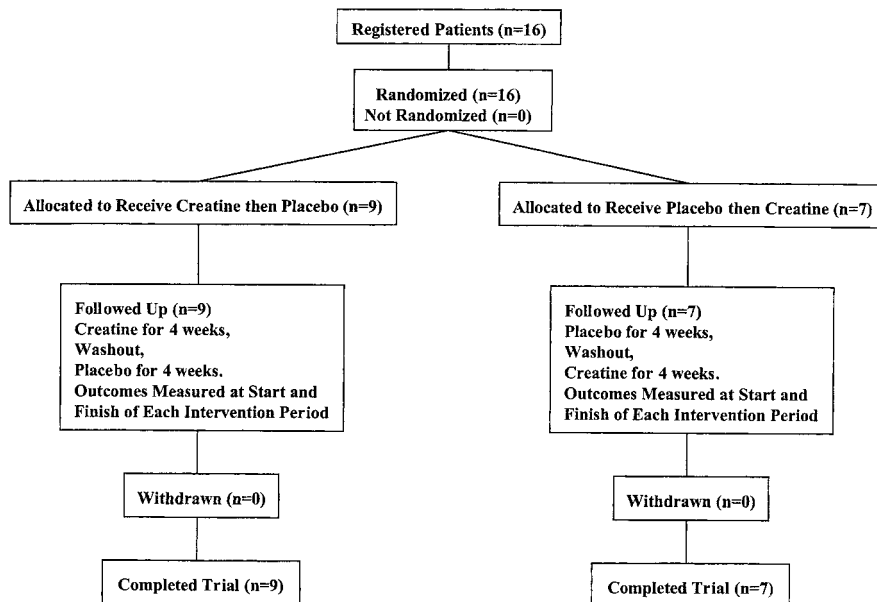 Registered Patients (n=16)
Randomized (n=16)
Not Randomized (n=0)
Allocated to Receive Creatine then Placebo (n=9)
Allocated to Receive Placebo then Creatine (n=7)
Followed Up (n=9)
Creatine for 4 weeks,
Washout,
Placebo for 4 weeks.
Outcomes Measured at Start and
Finish of Each Intervention Period
Followed Up (n=7)
Placebo for 4 weeks,
Washout,
Creatine for 4 weeks.
Outcomes Measured at Start and
Finish of Each Intervention Period
Withdrawn (n=0)
Withdrawn (n=0)
Completed Trial (n=9)
Completed Trial (n=7)